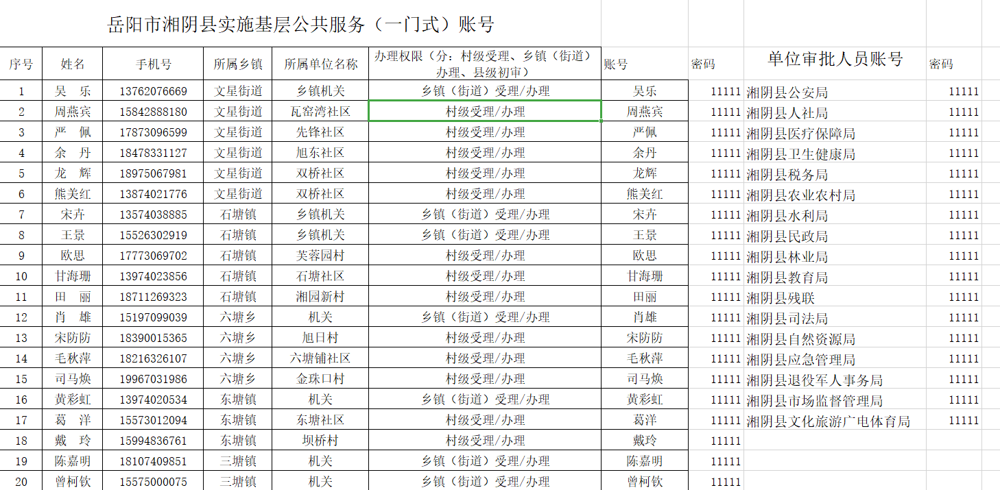 岳阳市湘阴县实施基层公共服务（一门式）账号
序号 姓名 手机号 所属乡镇 所属单位名称 办理权限（分：村级受理、乡镇（街道）办理、县级初审） 账号 密码 单位审批人员账号 密码
1 吴 乐 13762076669 文星街道 乡镇机关 乡镇（街道）受理/办理 吴乐 11111 湘阴县公安局 11111
2 周燕宾 15842888180 文星街道 瓦窑湾社区 村级受理/办理 周燕宾 11111 湘阴县人社局 11111
3 严 佩 17873096599 文星街道 先锋社区 村级受理/办理 严佩 11111 湘阴县医疗保障局 11111
4 余 丹 18478331127 文星街道 旭东社区 村级受理/办理 余丹 11111 湘阴县卫生健康局 11111
5 龙 辉 18975067981 文星街道 双桥社区 村级受理/办理 龙辉 11111 湘阴县税务局 11111
6 熊美红 13874021776 文星街道 双桥社区 村级受理/办理 熊美红 11111 湘阴县农业农村局 11111
7 宋卉 13574038885 石塘镇 乡镇机关 乡镇（街道）受理/办理 宋卉 11111 湘阴县水利局 11111
8 王景 15526302919 石塘镇 乡镇机关 乡镇（街道）受理/办理 王景 11111 湘阴县民政局 11111
9 欧思 17773069702 石塘镇 芙蓉园村 村级受理/办理 欧思 11111 湘阴县林业局 11111
10 甘海珊 13974023856 石塘镇 石塘社区 村级受理/办理 甘海珊 11111 湘阴县教育局 11111
11 田 丽 18711269323 石塘镇 湘园新村 村级受理/办理 田丽 11111 湘阴县残联 11111
12 肖 雄 15197099039 六塘乡 机关 乡镇（街道）受理/办理 肖雄 11111 湘阴县司法局 11111
13 宋防防 18390015365 六塘乡 旭日村 村级受理/办理 宋防防 11111 湘阴县自然资源局 11111
14 毛秋萍 18216326107 六塘乡 六塘铺社区 村级受理/办理 毛秋萍 11111 湘阴县应急管理局 11111
15 司马焕 19967031986 六塘乡 金珠口村 村级受理/办理 司马焕 11111 湘阴县退役军人事务局 11111
16 黄彩虹 13974020534 东塘镇 机关 乡镇（街道）受理/办理 黄彩虹 11111 湘阴县市场监督管理局 11111
17 葛 洋 15573012094 东塘镇 东塘社区 村级受理/办理 葛洋 11111 湘阴县文化旅游广电体育局 11111
18 戴 玲 15994836761 东塘镇 坝桥村 村级受理/办理 戴玲 11111
19 陈嘉明 18107409851 三塘镇 机关 乡镇（街道）受理/办理 陈嘉明 11111
20 曾柯钦 15575000075 三塘镇 机关 乡镇（街道）受理/办理 曾柯钦 11111